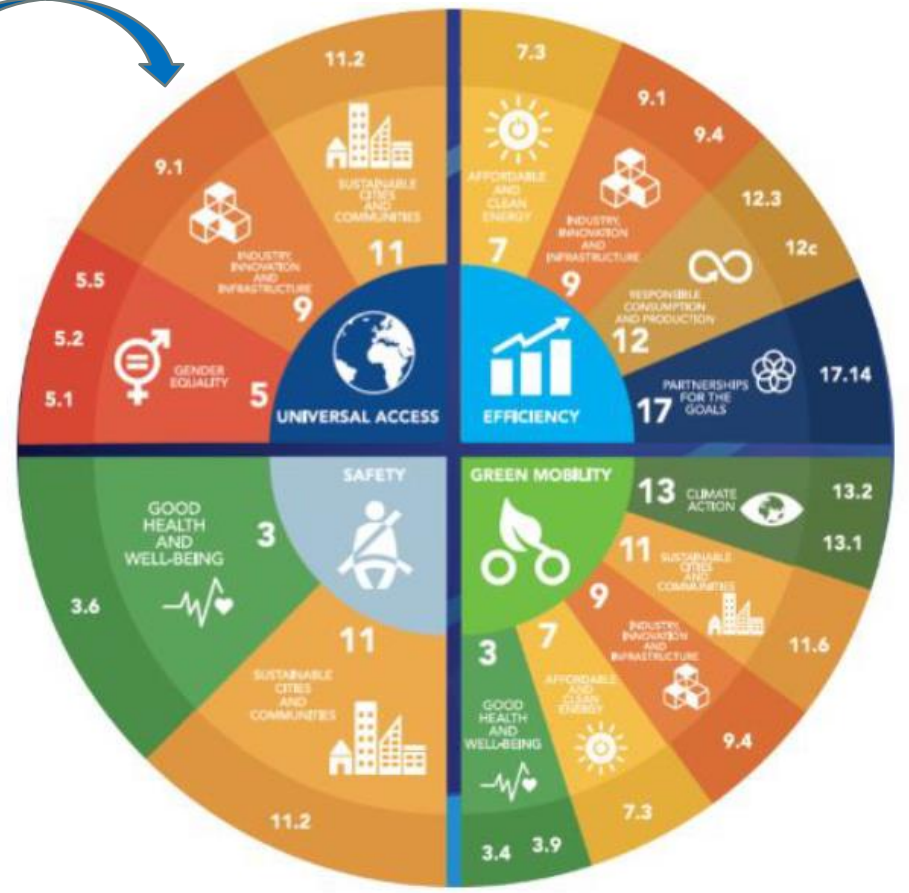 11.2
9.1
SUSTAINABLE
CITIES
AND
COMMUNITIES
11
INDUSTRY,
INNOVATION
AND
INFRASTRUCTURE
9
5.5
5.2
5.1
GENDER
EQUALITY
5
UNIVERSAL ACCESS
7.3
9.1
9.4
AFFORDABLE
AND
CLEAN
ENERGY
7
INDUSTRY,
INNOVATION
AND
INFRASTRUCTURE
9
12.3
12c
RESPONSIBLE
CONSUMPTION
AND PRODUCTION
12
17.14
PARTNERSHIPS
FOR THE
GOALS
17
EFFICIENCY
SAFETY
GOOD
HEALTH
AND
WELL-BEING
3
3.6
11
SUSTAINABLE
CITIES
AND
COMMUNITIES
11.2
GREEN MOBILITY
13
CLIMATE
ACTION
13.2
13.1
11
SUSTAINABLE
CITIES
AND
COMMUNITIES
11.6
9
INDUSTRY,
INNOVATION
AND
INFRASTRUCTURE
9.4
7
AFFORDABLE
AND
CLEAN
ENERGY
7.3
3
GOOD
HEALTH
AND
WELL-BEING
3.4
3.9